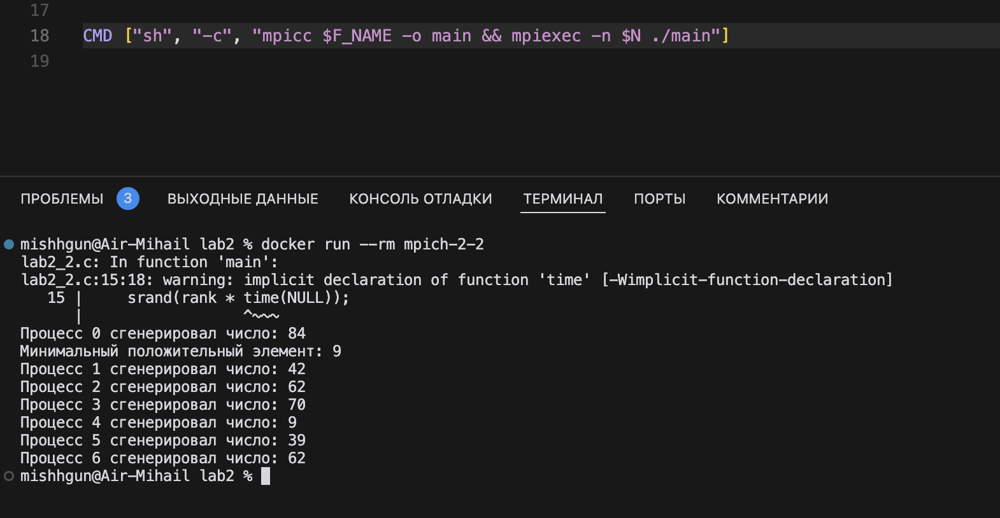 17
18 CMD ["sh", "-c", "mpicc $F_NAME -o main && mpiexec -n $N ./main"]
19
ПРОБЛЕМЫ 3 ВЫХОДНЫЕ ДАННЫЕ КОНСОЛЬ ОТЛАДКИ ТЕРМИНАЛ ПОРТЫ КОММЕНТАРИИ
mishhgun@Air-Mihail lab2 % docker run --rm mpich-2-2
lab2_2.c: In function 'main':
lab2_2.c:15:18: warning: implicit declaration of function 'time' [-Wimplicit-function-declaration]
   15 |     srand(rank * time(NULL));
      |                  ^~~~
Процесс 0 сгенерировал число: 84
Минимальный положительный элемент: 9
Процесс 1 сгенерировал число: 42
Процесс 2 сгенерировал число: 62
Процесс 3 сгенерировал число: 70
Процесс 4 сгенерировал число: 9
Процесс 5 сгенерировал число: 39
Процесс 6 сгенерировал число: 62
mishhgun@Air-Mihail lab2 %